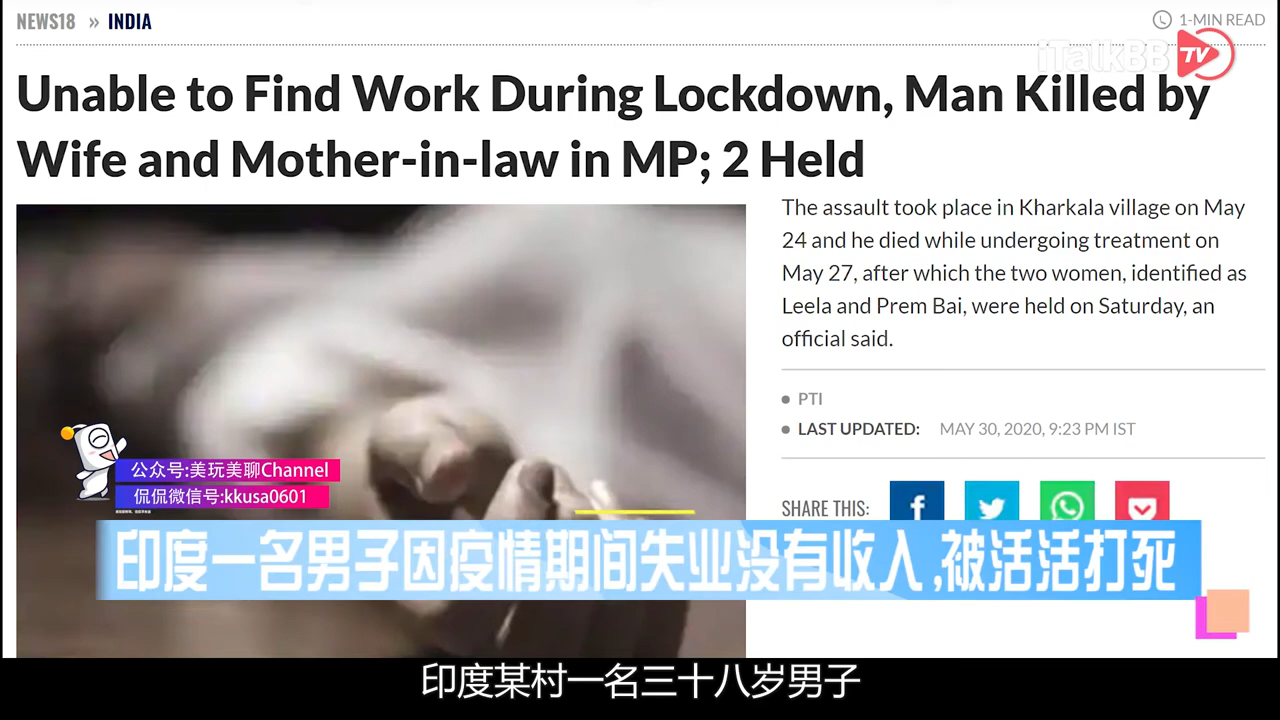 NEWS18 » INDIA
1-MIN READ
iTalkBB TV
Unable to Find Work During Lockdown, Man Killed by
Wife and Mother-in-law in MP; 2 Held
The assault took place in Kharkala village on May
24 and he died while undergoing treatment on
May 27, after which the two women, identified as
Leela and Prem Bai, were held on Saturday, an
official said.
PTI
LAST UPDATED: MAY 30, 2020, 9:23 PM IST
SHARE THIS:
公众号:美玩美聊Channel
侃侃微信号:kkusa0601
印度一名男子因疫情期间失业没有收入,被活活打死
印度某村一名三十八岁男子